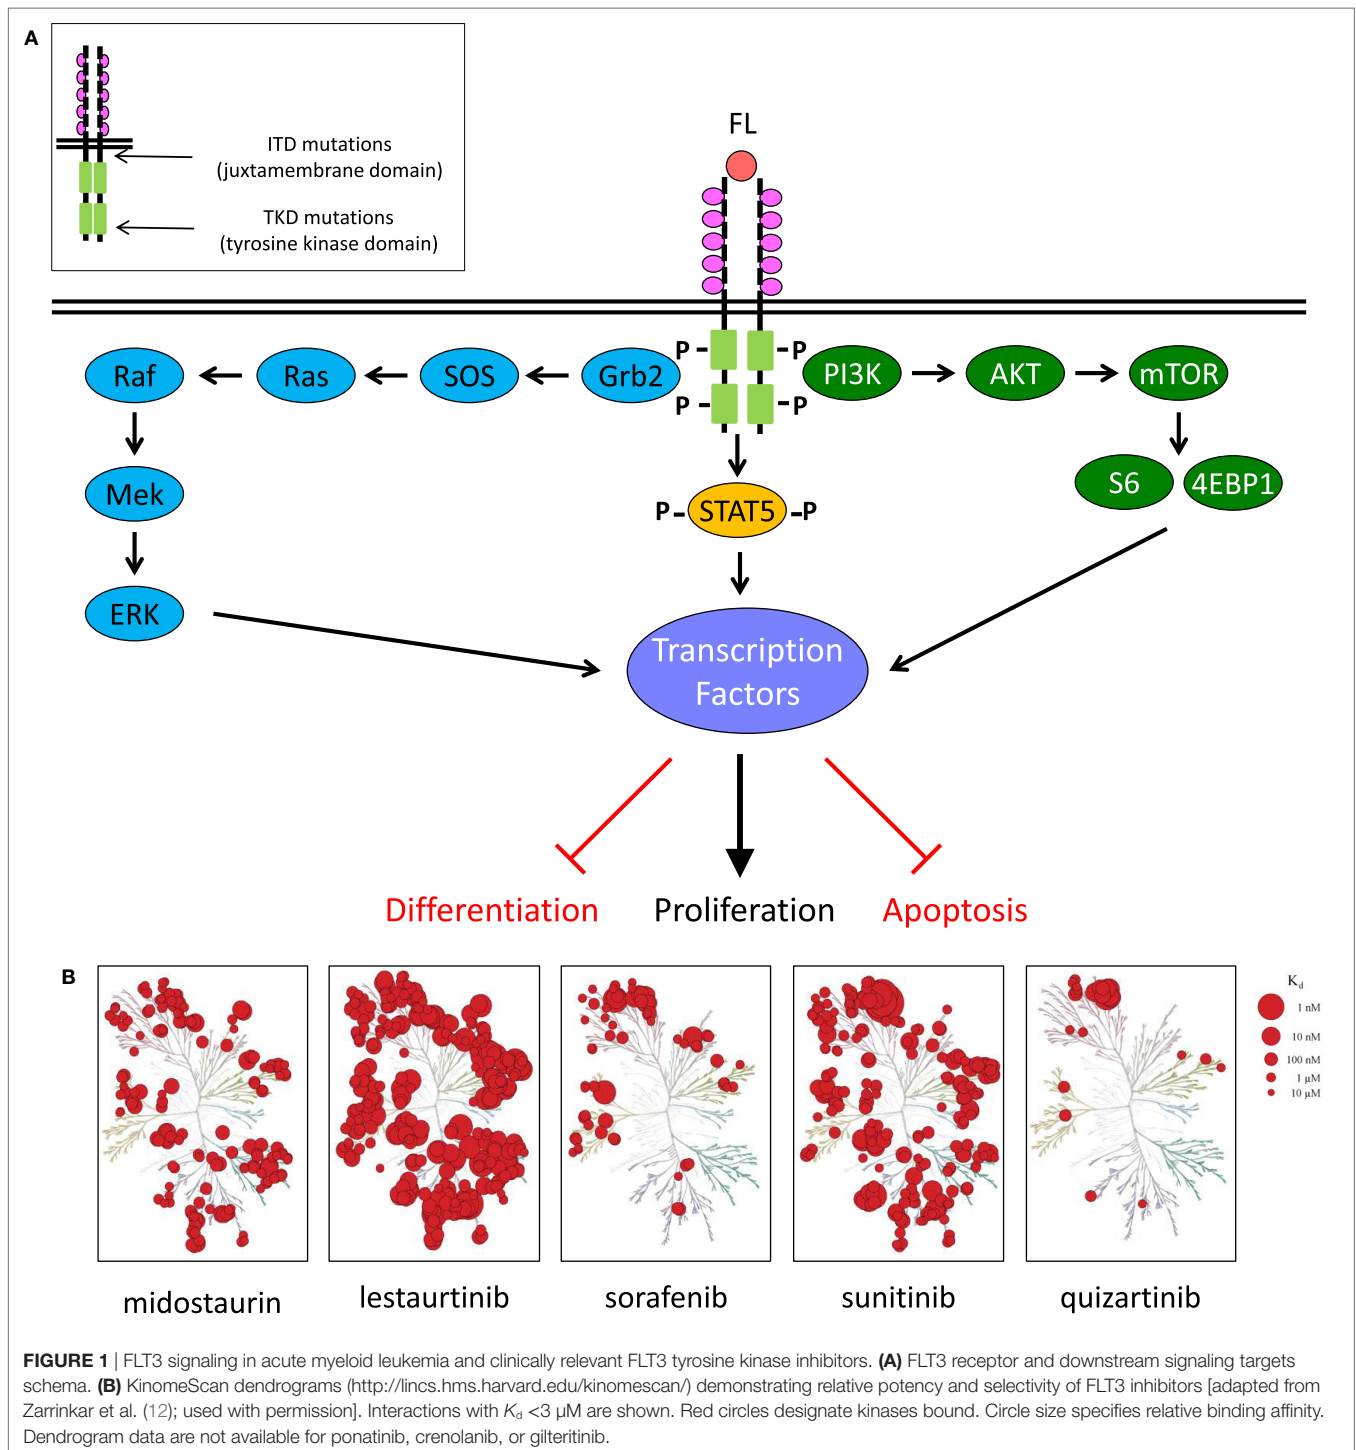 A
ITD mutations
(juxtamembrane domain)
TKD mutations
(tyrosine kinase domain)
FL
P
P
P
P
Raf
Ras
SOS
Grb2
PI3K
AKT
mTOR
Mek
P
STAT5
P
S6
4EBP1
ERK
Transcription
Factors
Differentiation
Proliferation
Apoptosis
B
Kd
1 nM
10 nM
100 nM
1 µM
10 µM
midostaurin
lestaurtinib
sorafenib
sunitinib
quizartinib
FIGURE 1 | FLT3 signaling in acute myeloid leukemia and clinically relevant FLT3 tyrosine kinase inhibitors. (A) FLT3 receptor and downstream signaling targets
schema. (B) KinomeScan dendrograms (http://lincs.hms.harvard.edu/kinomescan/) demonstrating relative potency and selectivity of FLT3 inhibitors [adapted from
Zarrinkar et al. (12); used with permission]. Interactions with Kd <3 µM are shown. Red circles designate kinases bound. Circle size specifies relative binding affinity.
Dendrogram data are not available for ponatinib, crenolanib, or gilteritinib.